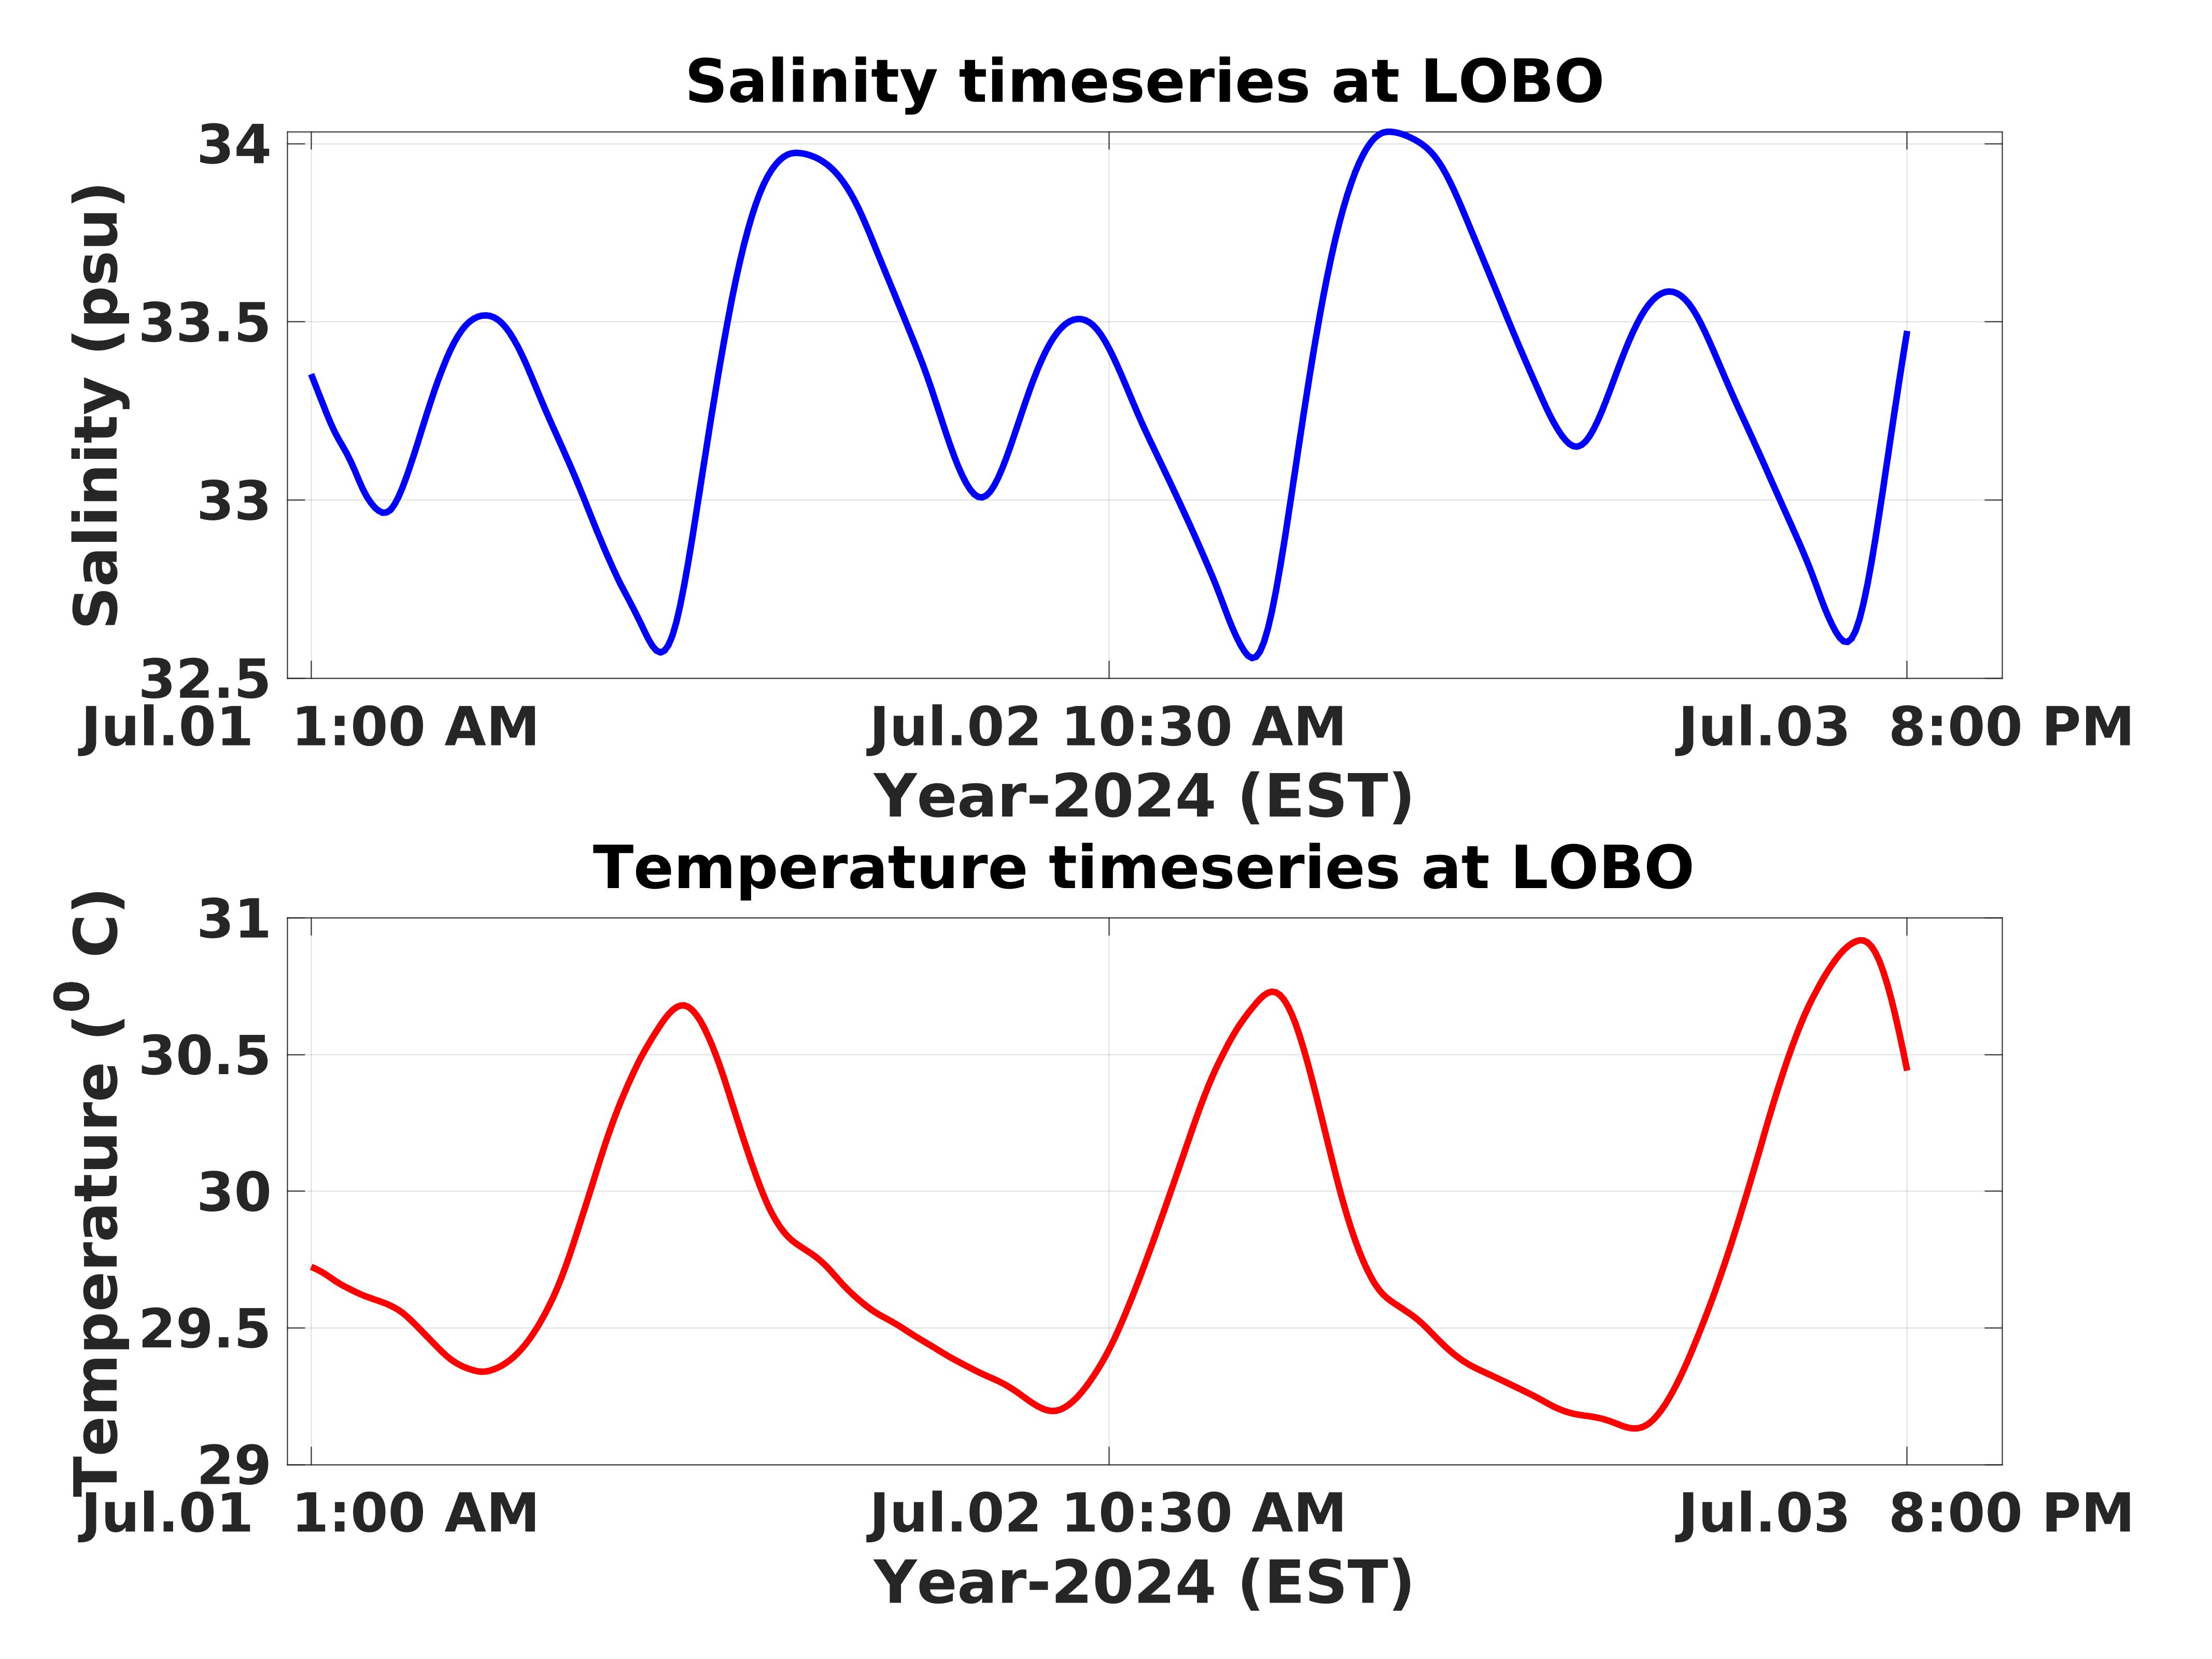 Salinity timeseries at LOBO
Salinity (psu)
34
33.5
33
32.5
Jul.01 1:00 AM Jul.02 10:30 AM Jul.03 8:00 PM
Year-2024 (EST)
Temperature timeseries at LOBO
Temperature (⁰ C)
31
30.5
30
29.5
29
Jul.01 1:00 AM Jul.02 10:30 AM Jul.03 8:00 PM
Year-2024 (EST)